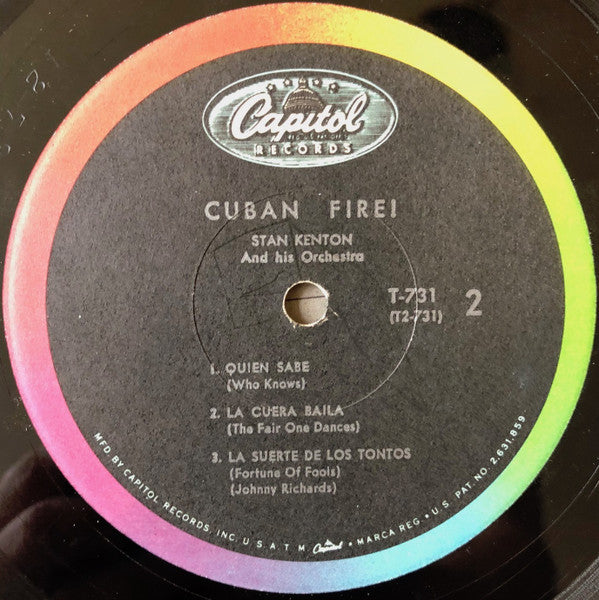 Capitol
RECORDS
CUBAN FIRE!
STAN KENTON
And his Orchestra
T-731
(T2-731)
2
1. QUIEN SABE
(Who Knows)
2. LA GUERA BAILA
(The Fair One Dances)
3. LA SUERTE DE LOS TONTOS
(Fortune Of Fools)
(Johnny Richards)
MFD BY CAPITOL RECORDS, INC. U.S.A. T.M. Capitol • MARCA REG • U.S. PAT. NO. 2,631,859